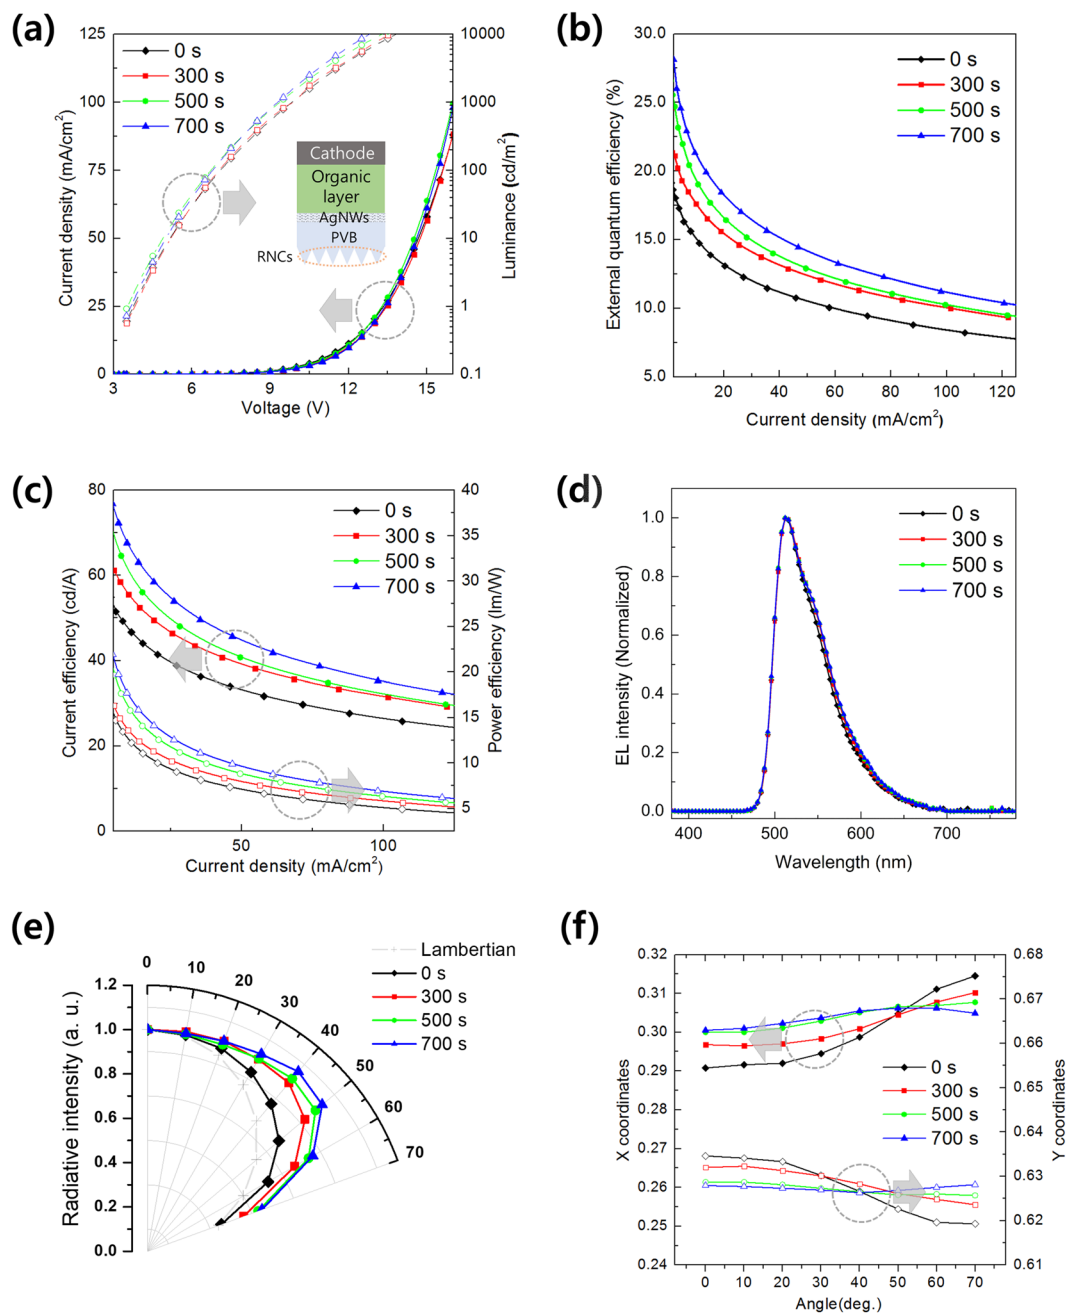 (a)
125
100
75
50
25
0
Current density (mA/cm²)
0 s
300 s
500 s
700 s
Cathode
Organic
layer
AgNWs
PVB
RNCs
10000
1000
100
10
1
0.1
Luminance (cd/m²)
3 6 9 12 15
Voltage (V)
(b)
30.0
25.0
20.0
15.0
10.0
5.0
External quantum efficiency (%)
0 s
300 s
500 s
700 s
20 40 60 80 100 120
Current density (mA/cm²)
(c)
80
60
40
20
0
Current efficiency (cd/A)
0 s
300 s
500 s
700 s
40
35
30
25
20
15
10
5
Power efficiency (lm/W)
50 100
Current density (mA/cm²)
(d)
1.0
0.8
0.6
0.4
0.2
0.0
EL intensity (Normalized)
0 s
300 s
500 s
700 s
400 500 600 700
Wavelength (nm)
(e)
Lambertian
0 s
300 s
500 s
700 s
1.2
1.0
0.8
0.6
0.4
0.2
0.0
Radiative intensity (a. u.)
0
10
20
30
40
50
60
70
(f)
0.32
0.31
0.30
0.29
0.28
0.27
0.26
0.25
0.24
X coordinates
0 s
300 s
500 s
700 s
0.68
0.67
0.66
0.65
0.64
0.63
0.62
0.61
Y coordinates
0 10 20 30 40 50 60 70
Angle(deg.)